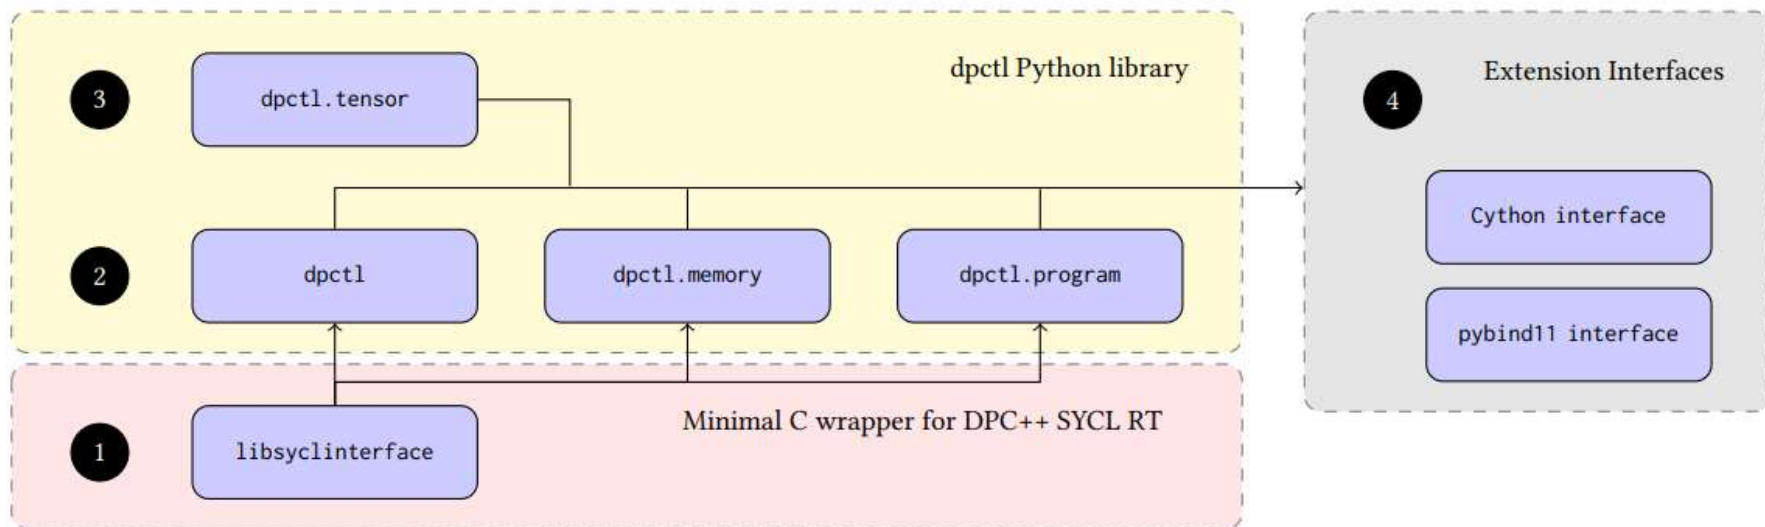 3
dpctl.tensor
dpctl Python library
2
dpctl
dpctl.memory
dpctl.program
1
libsyclinterface
Minimal C wrapper for DPC++ SYCL RT
4
Extension Interfaces
Cython interface
pybind11 interface